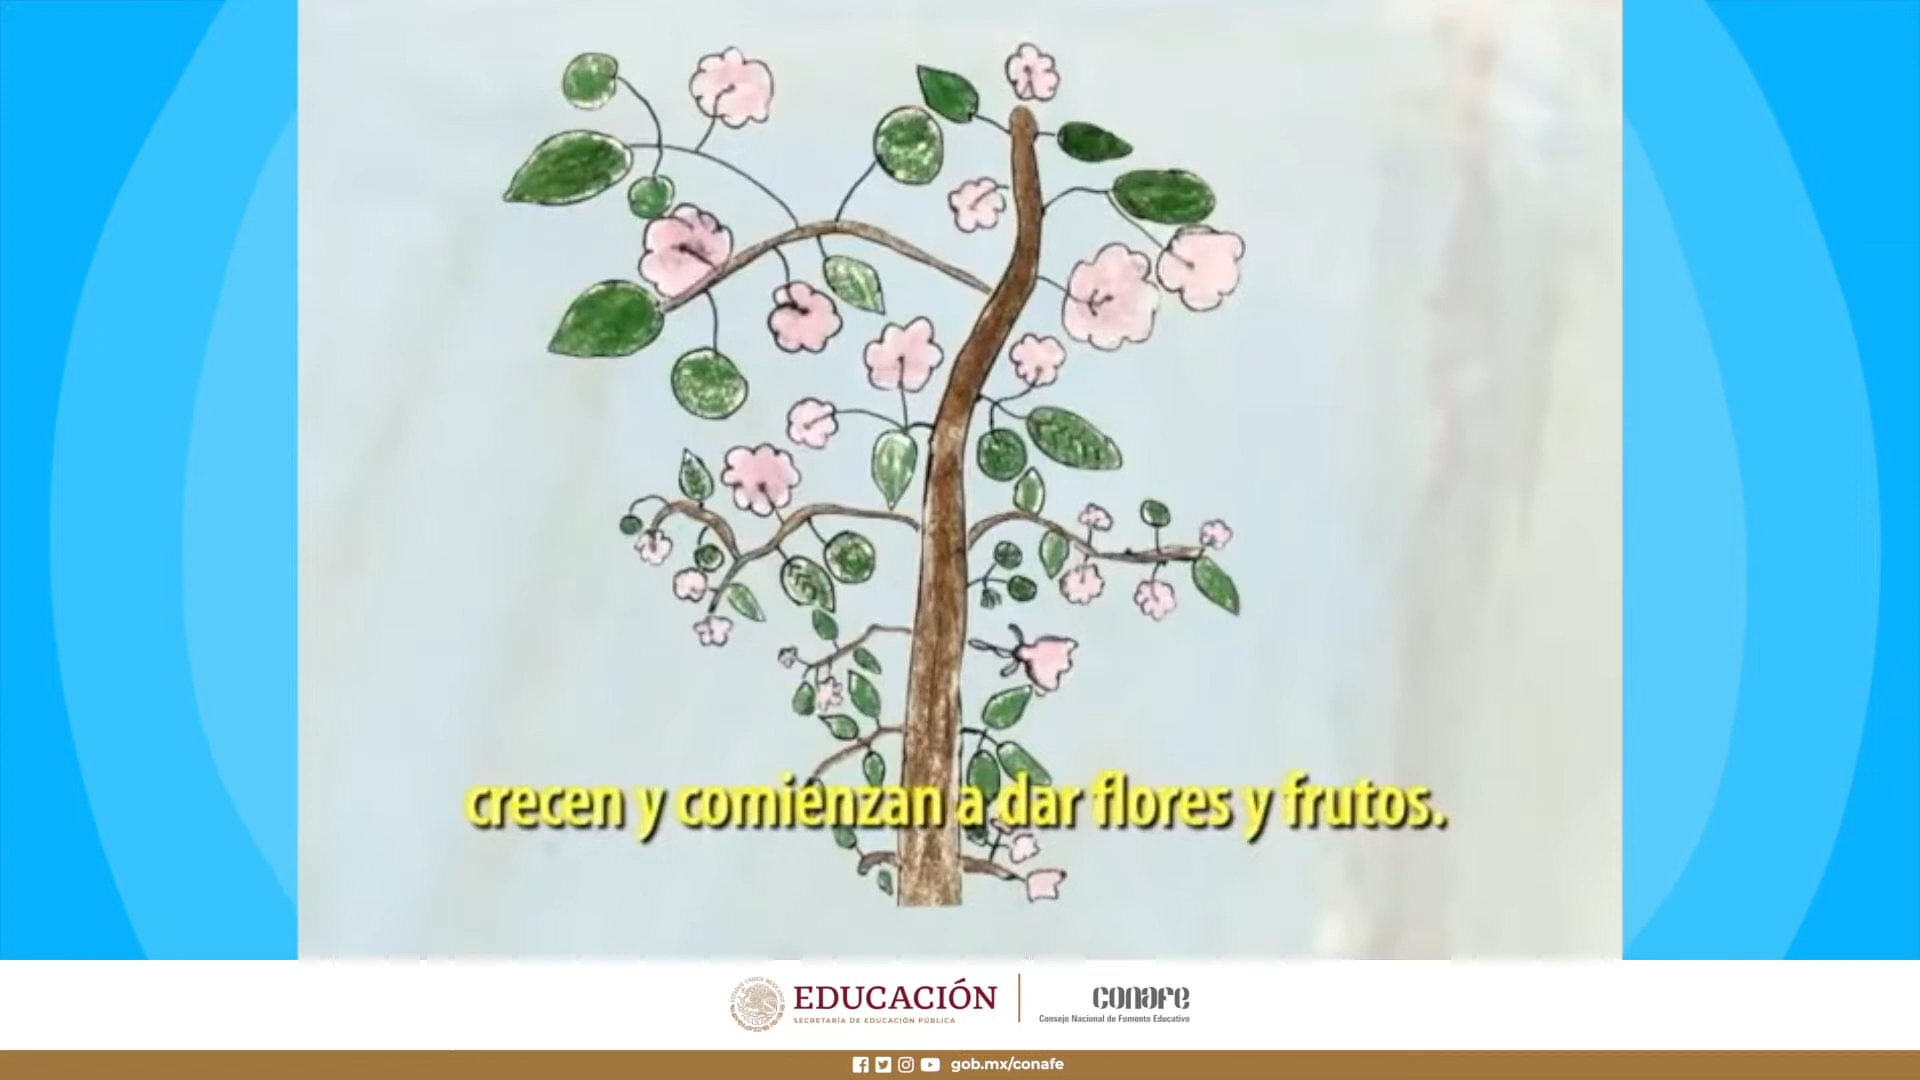 crecen y comienzan a dar flores y frutos.
EDUCACIÓN
SECRETARÍA DE EDUCACIÓN PÚBLICA
conafe
Consejo Nacional de Fomento Educativo
gob.mx/conafe